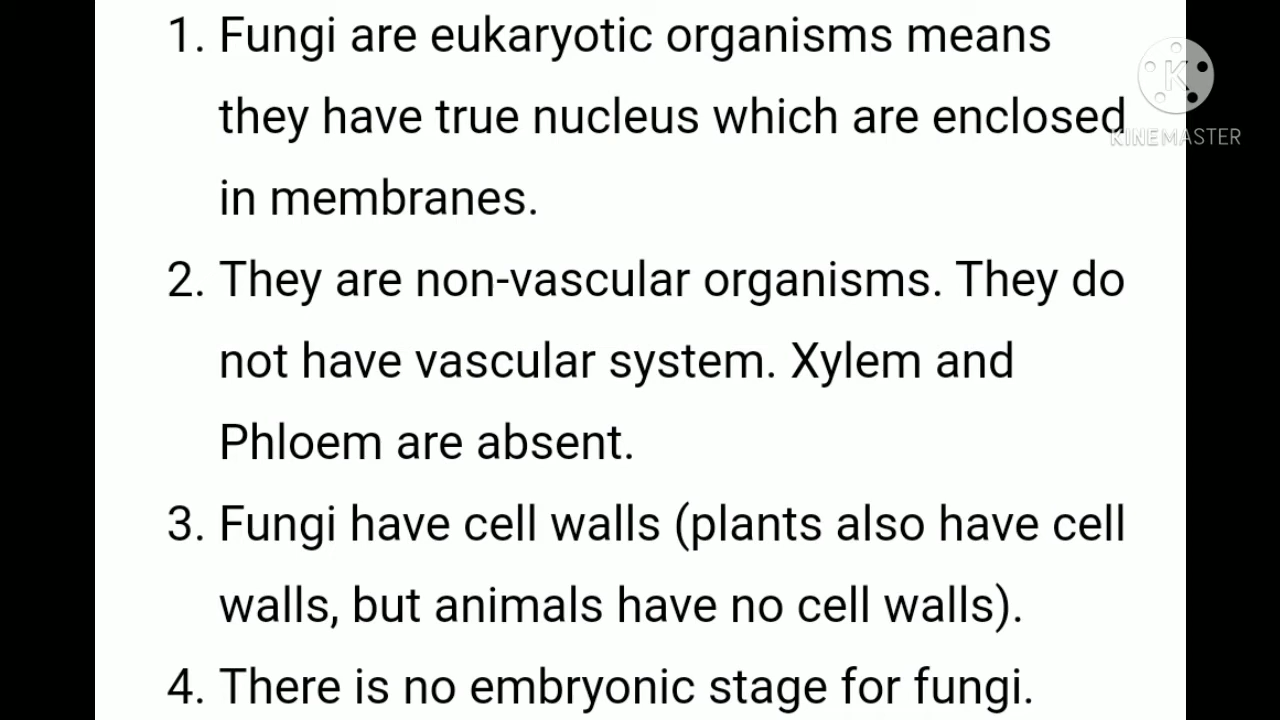 1. Fungi are eukaryotic organisms means
they have true nucleus which are enclosed
in membranes.
2. They are non-vascular organisms. They do
not have vascular system. Xylem and
Phloem are absent.
3. Fungi have cell walls (plants also have cell
walls, but animals have no cell walls).
4. There is no embryonic stage for fungi.
K
KINEMASTER